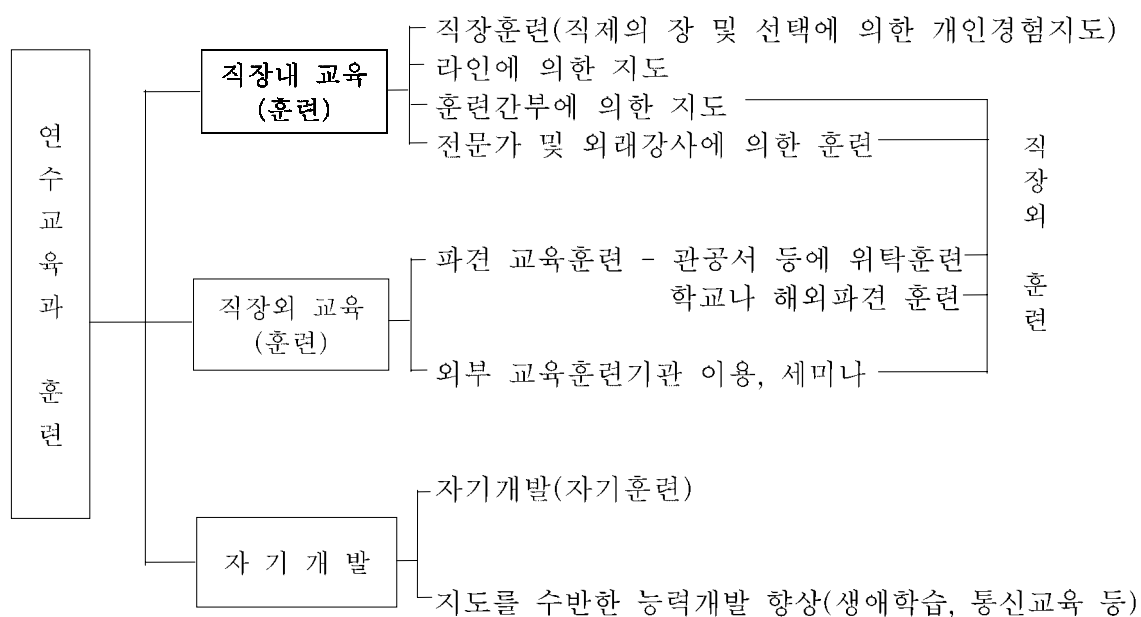 연수교육과 훈련
직장내 교육
(훈련)
직장훈련(직제의 장 및 선택에 의한 개인경험지도)
라인에 의한 지도
훈련간부에 의한 지도
전문가 및 외래강사에 의한 훈련
직장외 훈련
직장외 교육
(훈련)
파견 교육훈련 - 관공서 등에 위탁훈련
학교나 해외파견 훈련
외부 교육훈련기관 이용, 세미나
자 기 개 발
자기개발(자기훈련)
지도를 수반한 능력개발 향상(생애학습, 통신교육 등)